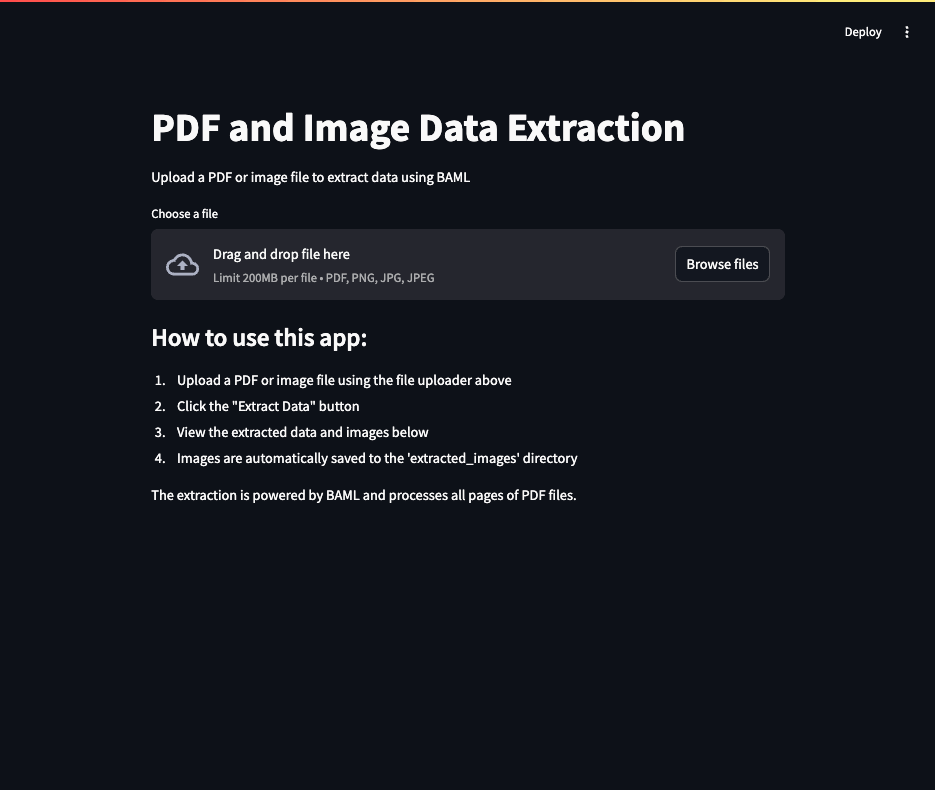 Deploy
PDF and Image Data Extraction
Upload a PDF or image file to extract data using BAML
Choose a file
Drag and drop file here
Limit 200MB per file • PDF, PNG, JPG, JPEG
Browse files
How to use this app:
1. Upload a PDF or image file using the file uploader above
2. Click the "Extract Data" button
3. View the extracted data and images below
4. Images are automatically saved to the 'extracted_images' directory
The extraction is powered by BAML and processes all pages of PDF files.